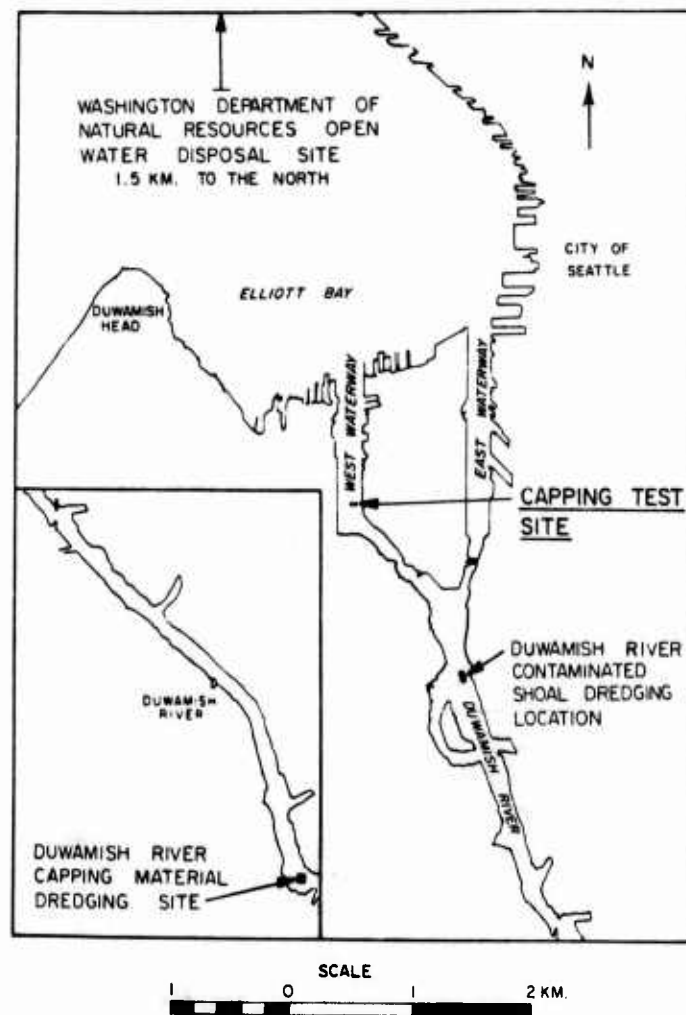 WASHINGTON DEPARTMENT OF
NATURAL RESOURCES OPEN
WATER DISPOSAL SITE
1.5 KM. TO THE NORTH
N
CITY OF
SEATTLE
ELLIOTT BAY
DUWAMISH
HEAD
WEST WATERWAY
EAST WATERWAY
CAPPING TEST
SITE
DUWAMISH RIVER
CONTAMINATED
SHOAL DREDGING
LOCATION
DUWAMISH RIVER
DUWAMISH
RIVER
DUWAMISH RIVER
CAPPING MATERIAL
DREDGING SITE
SCALE
1 0 1 2 KM.